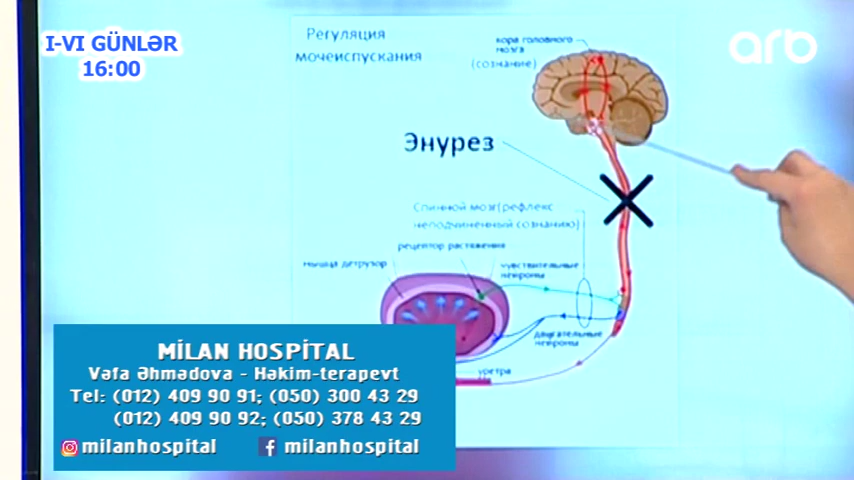 I-VI GÜNLƏR
16:00
arb
Регуляция
мочеиспускания
кора головного
мозга
(сознание)
Энурез
Спинной мозг(рефлекс
неподчиненный сознанию)
рецептор растяжения
мышца детрузор
чувствительные
нейроны
двигательные
нейроны
уретра
MİLAN HOSPİTAL
Vəfa Əhmədova - Həkim-terapevt
Tel: (012) 409 90 91; (050) 300 43 29
(012) 409 90 92; (050) 378 43 29
milanhospital
milanhospital